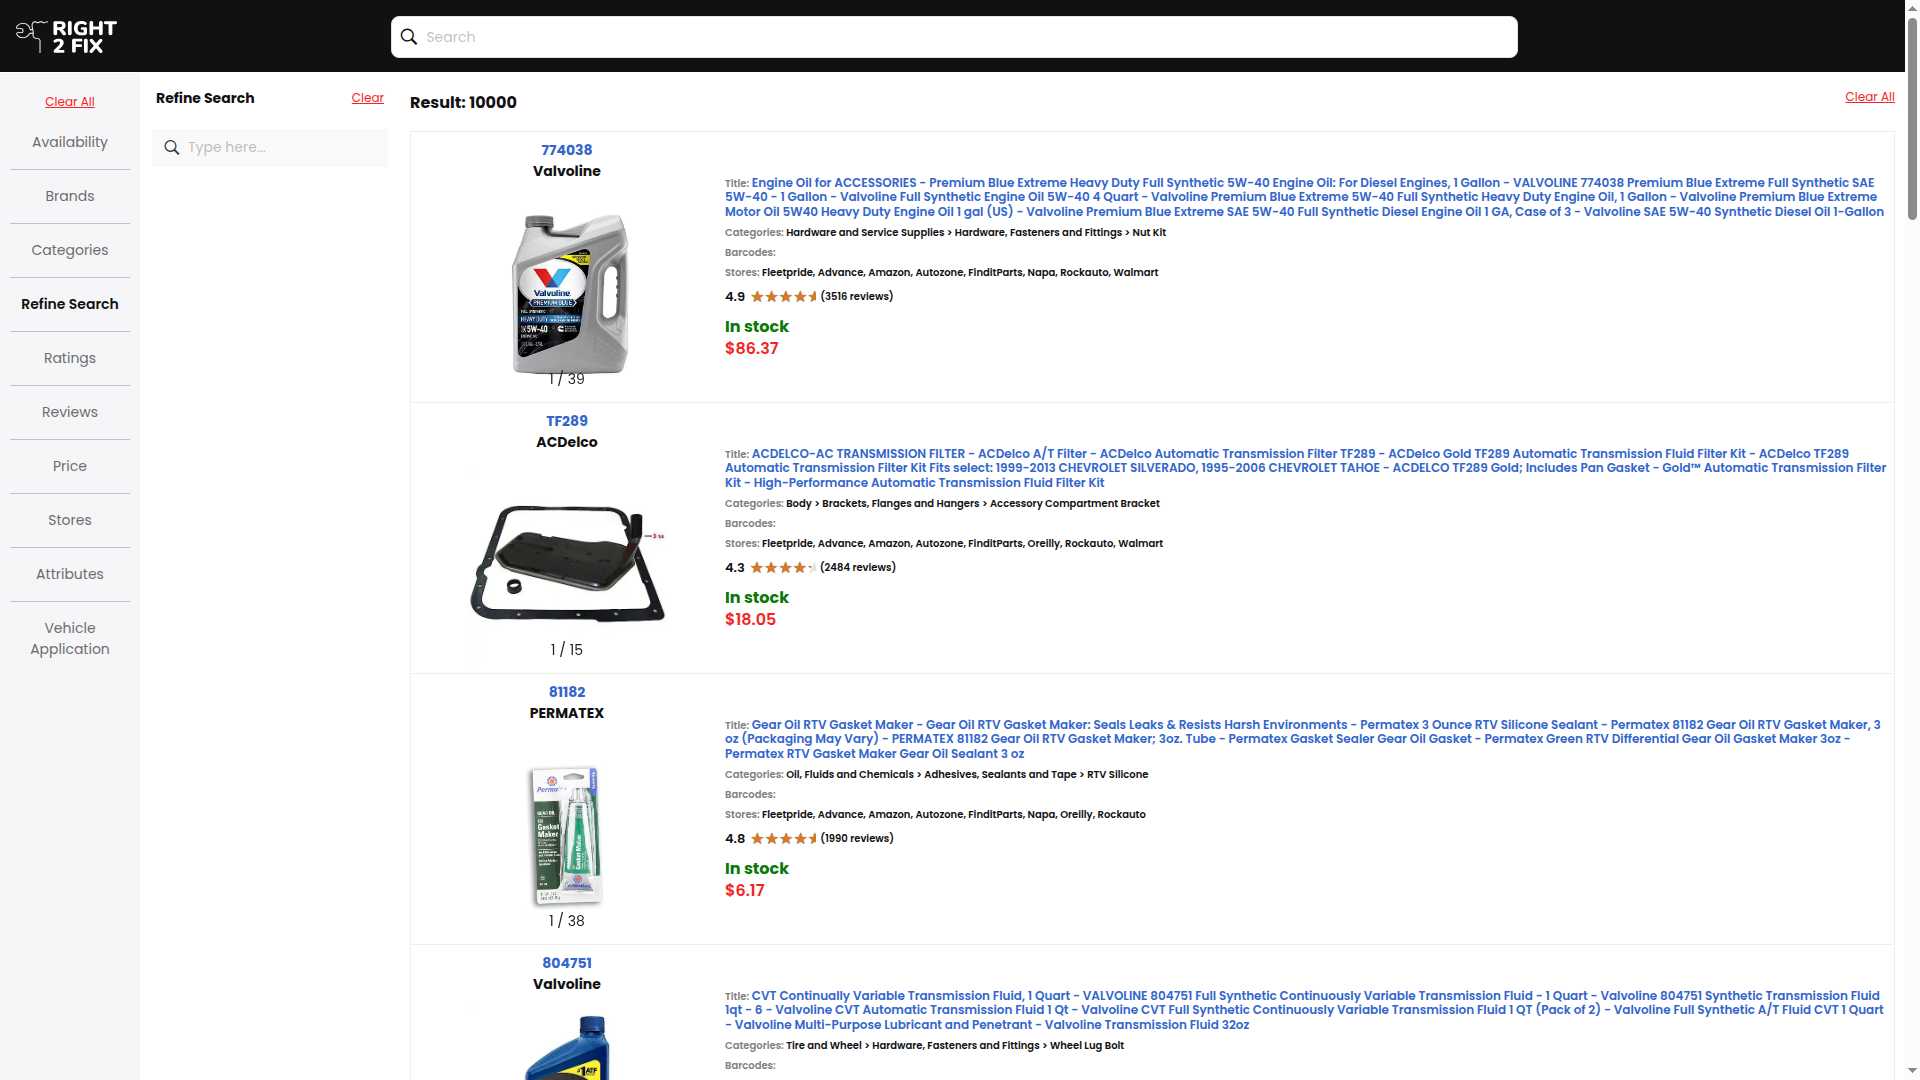 RIGHT
2 FIX
Search
Clear All
Availability
Brands
Categories
Refine Search
Ratings
Reviews
Price
Stores
Attributes
Vehicle
Application
Refine Search
Clear
Type here...
Result: 10000
Clear All
774038
Valvoline
Valvoline
PREMIUM BLUE
HEAVY DUTY
5W-40
1 / 39
Title: Engine Oil for ACCESSORIES - Premium Blue Extreme Heavy Duty Full Synthetic 5W-40 Engine Oil: For Diesel Engines, 1 Gallon - VALVOLINE 774038 Premium Blue Extreme Full Synthetic SAE
5W-40 - 1 Gallon - Valvoline Full Synthetic Engine Oil 5W-40 4 Quart - Valvoline Premium Blue Extreme 5W-40 Full Synthetic Heavy Duty Engine Oil, 1 Gallon - Valvoline Premium Blue Extreme
Motor Oil 5W40 Heavy Duty Engine Oil 1 gal (US) - Valvoline Premium Blue Extreme SAE 5W-40 Full Synthetic Diesel Engine Oil 1 GA, Case of 3 - Valvoline SAE 5W-40 Synthetic Diesel Oil 1-Gallon
Categories: Hardware and Service Supplies > Hardware, Fasteners and Fittings > Nut Kit
Barcodes:
Stores: Fleetpride, Advance, Amazon, Autozone, FinditParts, Napa, Rockauto, Walmart
4.9 (3516 reviews)
In stock
$86.37
TF289
ACDelco
1 / 15
Title: ACDELCO-AC TRANSMISSION FILTER - ACDelco A/T Filter - ACDelco Automatic Transmission Filter TF289 - ACDelco Gold TF289 Automatic Transmission Fluid Filter Kit - ACDelco TF289
Automatic Transmission Filter Kit Fits select: 1999-2013 CHEVROLET SILVERADO, 1995-2006 CHEVROLET TAHOE - ACDELCO TF289 Gold; Includes Pan Gasket - Gold™ Automatic Transmission Filter
Kit - High-Performance Automatic Transmission Fluid Filter Kit
Categories: Body > Brackets, Flanges and Hangers > Accessory Compartment Bracket
Barcodes:
Stores: Fleetpride, Advance, Amazon, Autozone, FinditParts, Oreilly, Rockauto, Walmart
4.3 (2484 reviews)
In stock
$18.05
81182
PERMATEX
Gasket
Maker
1 / 38
Title: Gear Oil RTV Gasket Maker - Gear Oil RTV Gasket Maker: Seals Leaks & Resists Harsh Environments - Permatex 3 Ounce RTV Silicone Sealant - Permatex 81182 Gear Oil RTV Gasket Maker, 3
oz (Packaging May Vary) - PERMATEX 81182 Gear Oil RTV Gasket Maker; 3oz. Tube - Permatex Gasket Sealer Gear Oil Gasket - Permatex Green RTV Differential Gear Oil Gasket Maker 3oz -
Permatex RTV Gasket Maker Gear Oil Sealant 3 oz
Categories: Oil, Fluids and Chemicals > Adhesives, Sealants and Tape > RTV Silicone
Barcodes:
Stores: Fleetpride, Advance, Amazon, Autozone, FinditParts, Napa, Oreilly, Rockauto
4.8 (1990 reviews)
In stock
$6.17
804751
Valvoline
#1 ATF
Title: CVT Continually Variable Transmission Fluid, 1 Quart - VALVOLINE 804751 Full Synthetic Continuously Variable Transmission Fluid - 1 Quart - Valvoline 804751 Synthetic Transmission Fluid
1qt - 6 - Valvoline CVT Automatic Transmission Fluid 1 Qt - Valvoline CVT Full Synthetic Continuously Variable Transmission Fluid 1 QT (Pack of 2) - Valvoline Full Synthetic A/T Fluid CVT 1 Quart
- Valvoline Multi-Purpose Lubricant and Penetrant - Valvoline Transmission Fluid 32oz
Categories: Tire and Wheel > Hardware, Fasteners and Fittings > Wheel Lug Bolt
Barcodes: